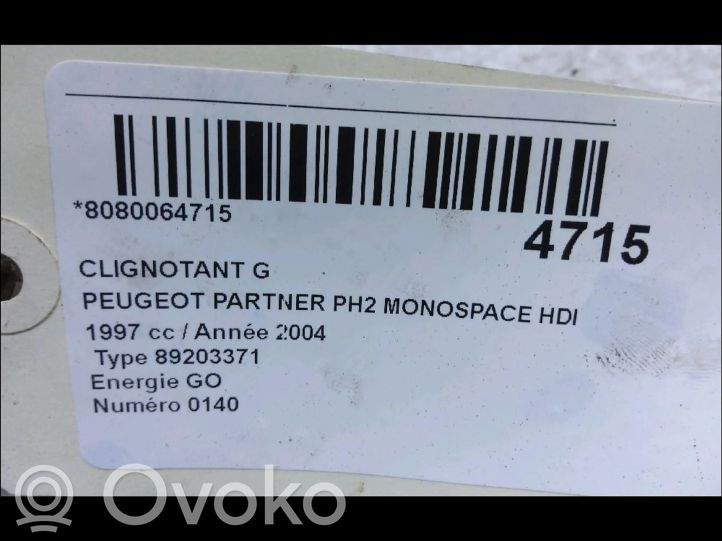 *8080064715
4715
CLIGNOTANT G
PEUGEOT PARTNER PH2 MONOSPACE HDI
1997 cc / Année 2004
Type 89203371
Energie GO
Numéro 0140
Ovoko